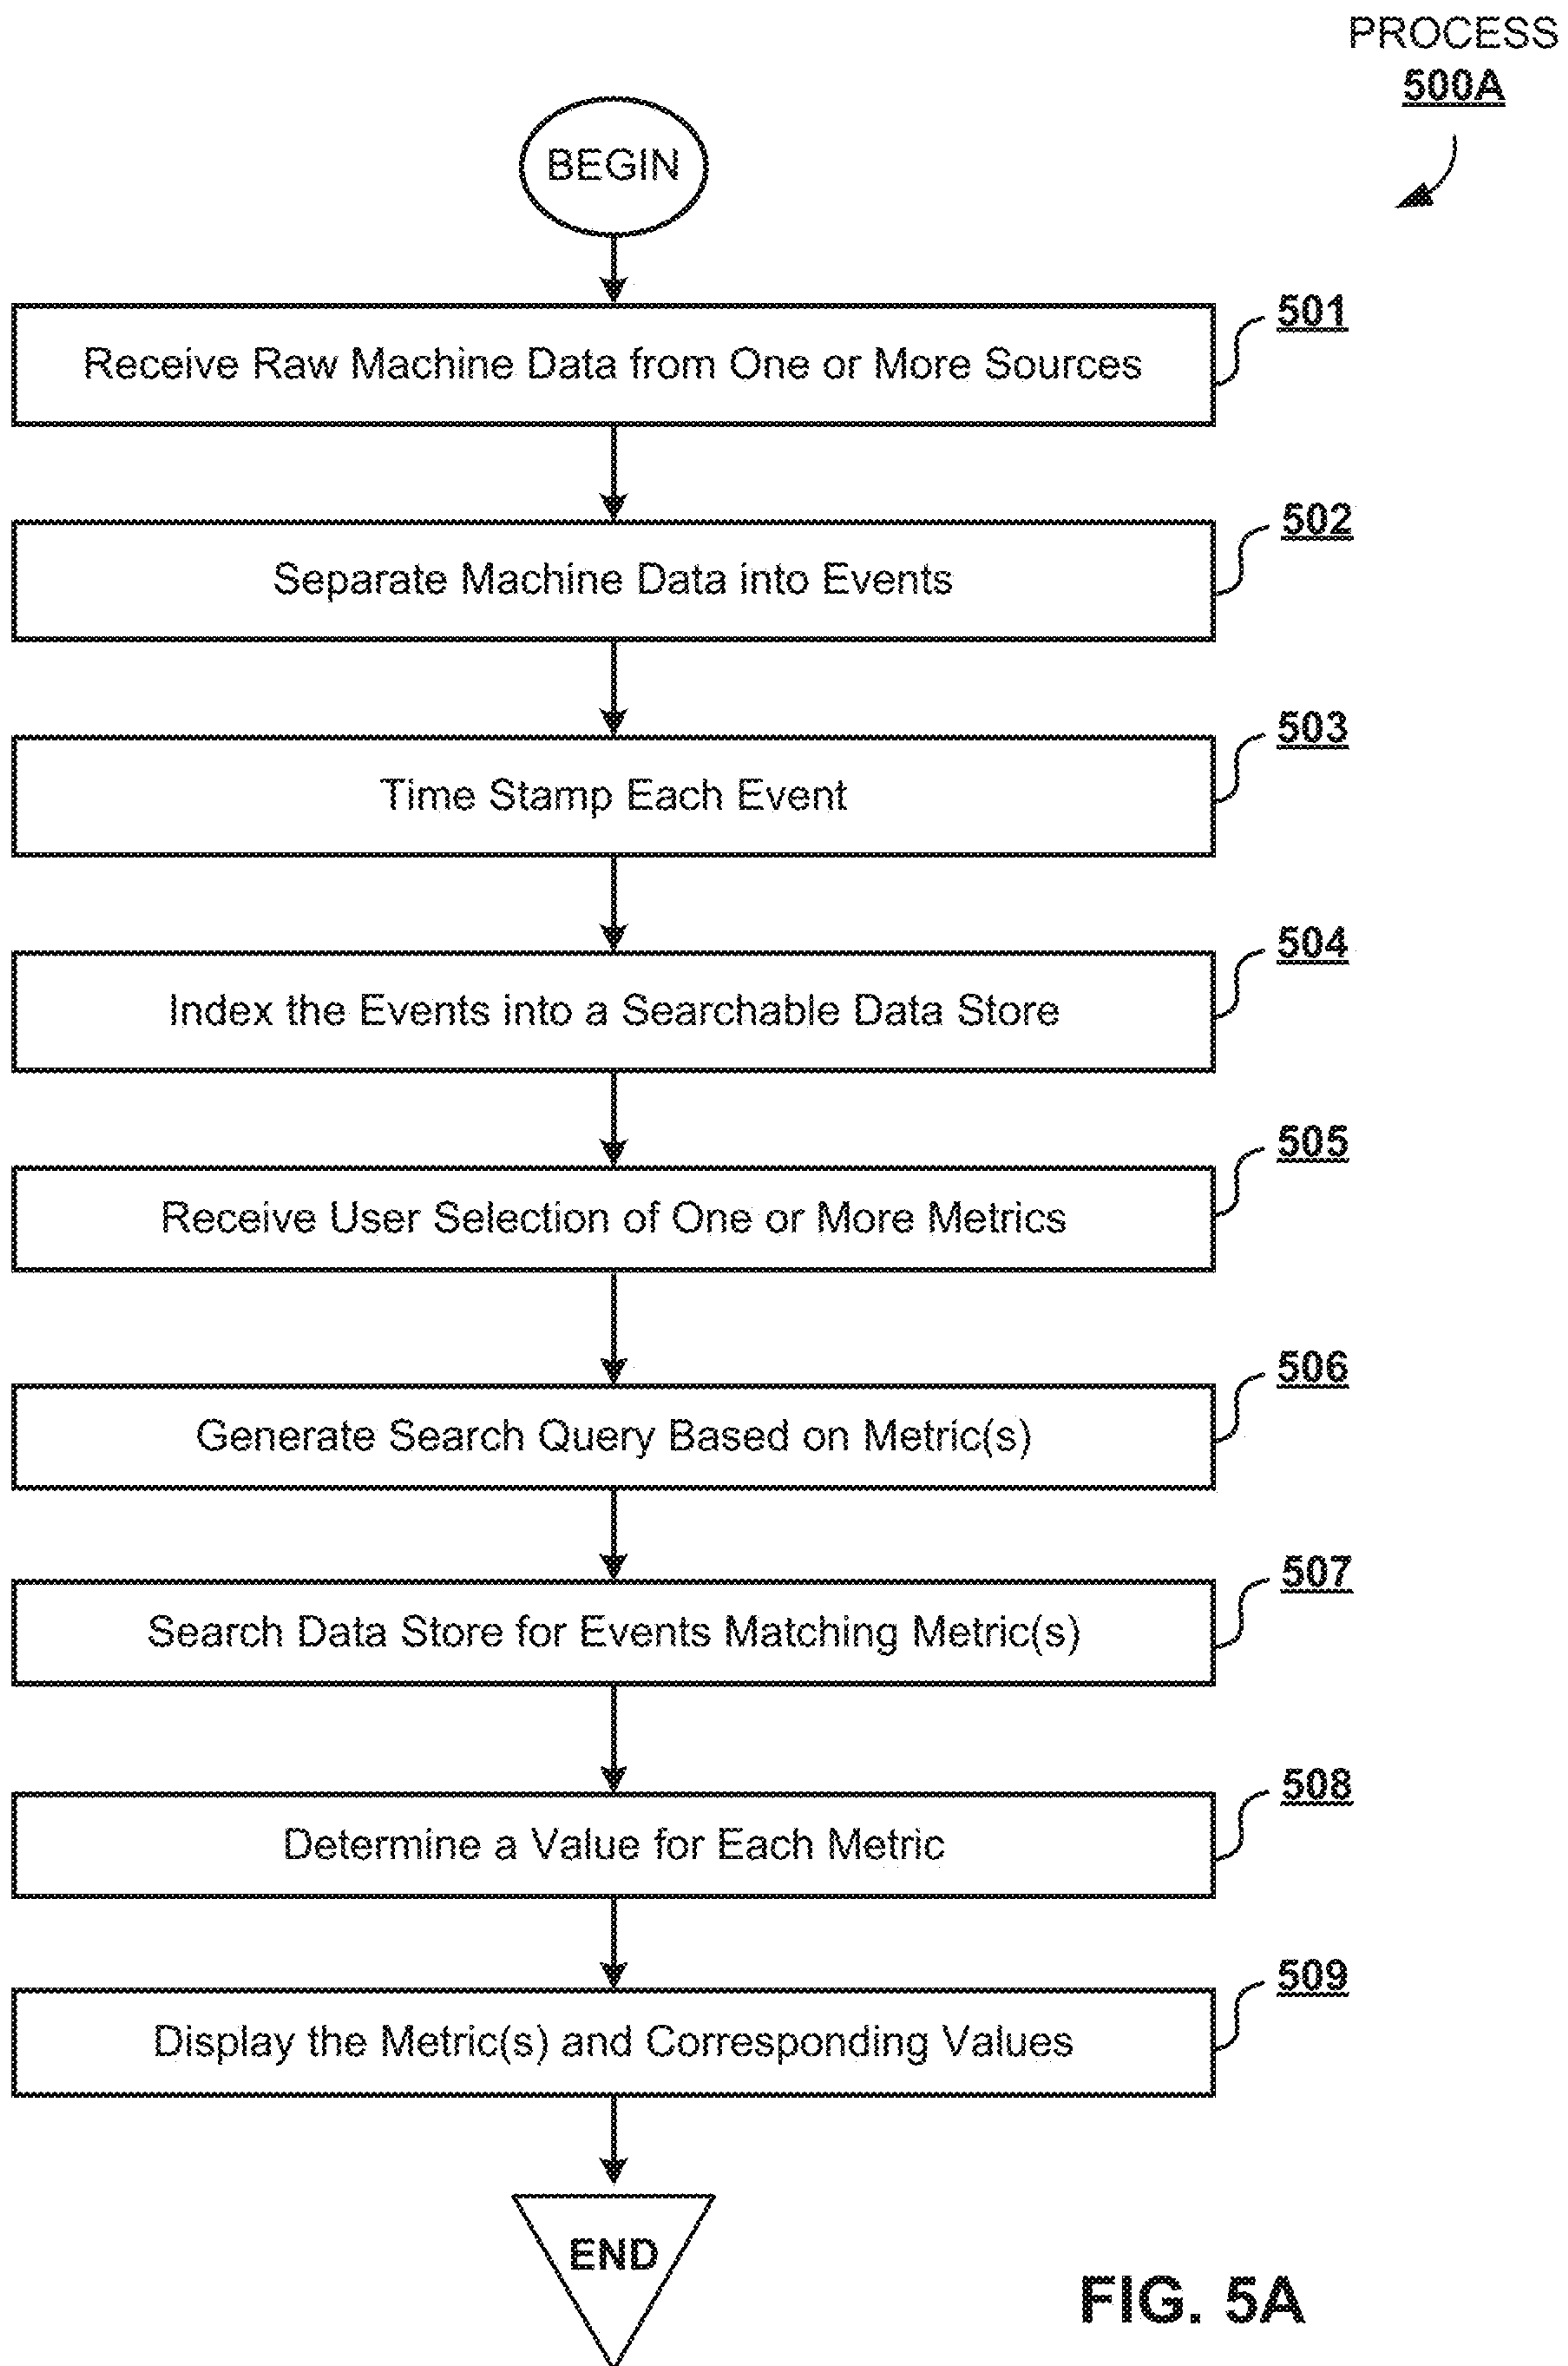 PROCESS
500A
BEGIN
501
Receive Raw Machine Data from One or More Sources
502
Separate Machine Data into Events
503
Time Stamp Each Event
504
Index the Events into a Searchable Data Store
505
Receive User Selection of One or More Metrics
506
Generate Search Query Based on Metric(s)
507
Search Data Store for Events Matching Metric(s)
508
Determine a Value for Each Metric
509
Display the Metric(s) and Corresponding Values
END
FIG. 5A